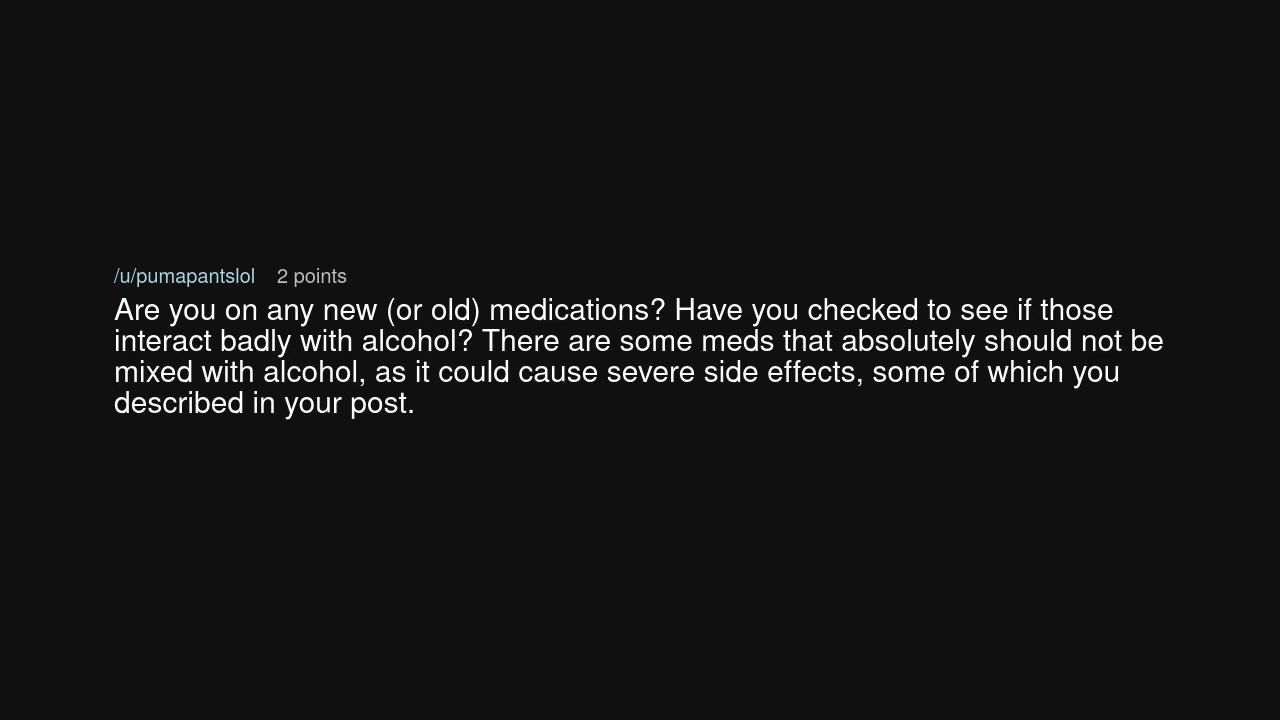 /u/pumapantslol 2 points
Are you on any new (or old) medications? Have you checked to see if those
interact badly with alcohol? There are some meds that absolutely should not be
mixed with alcohol, as it could cause severe side effects, some of which you
described in your post.